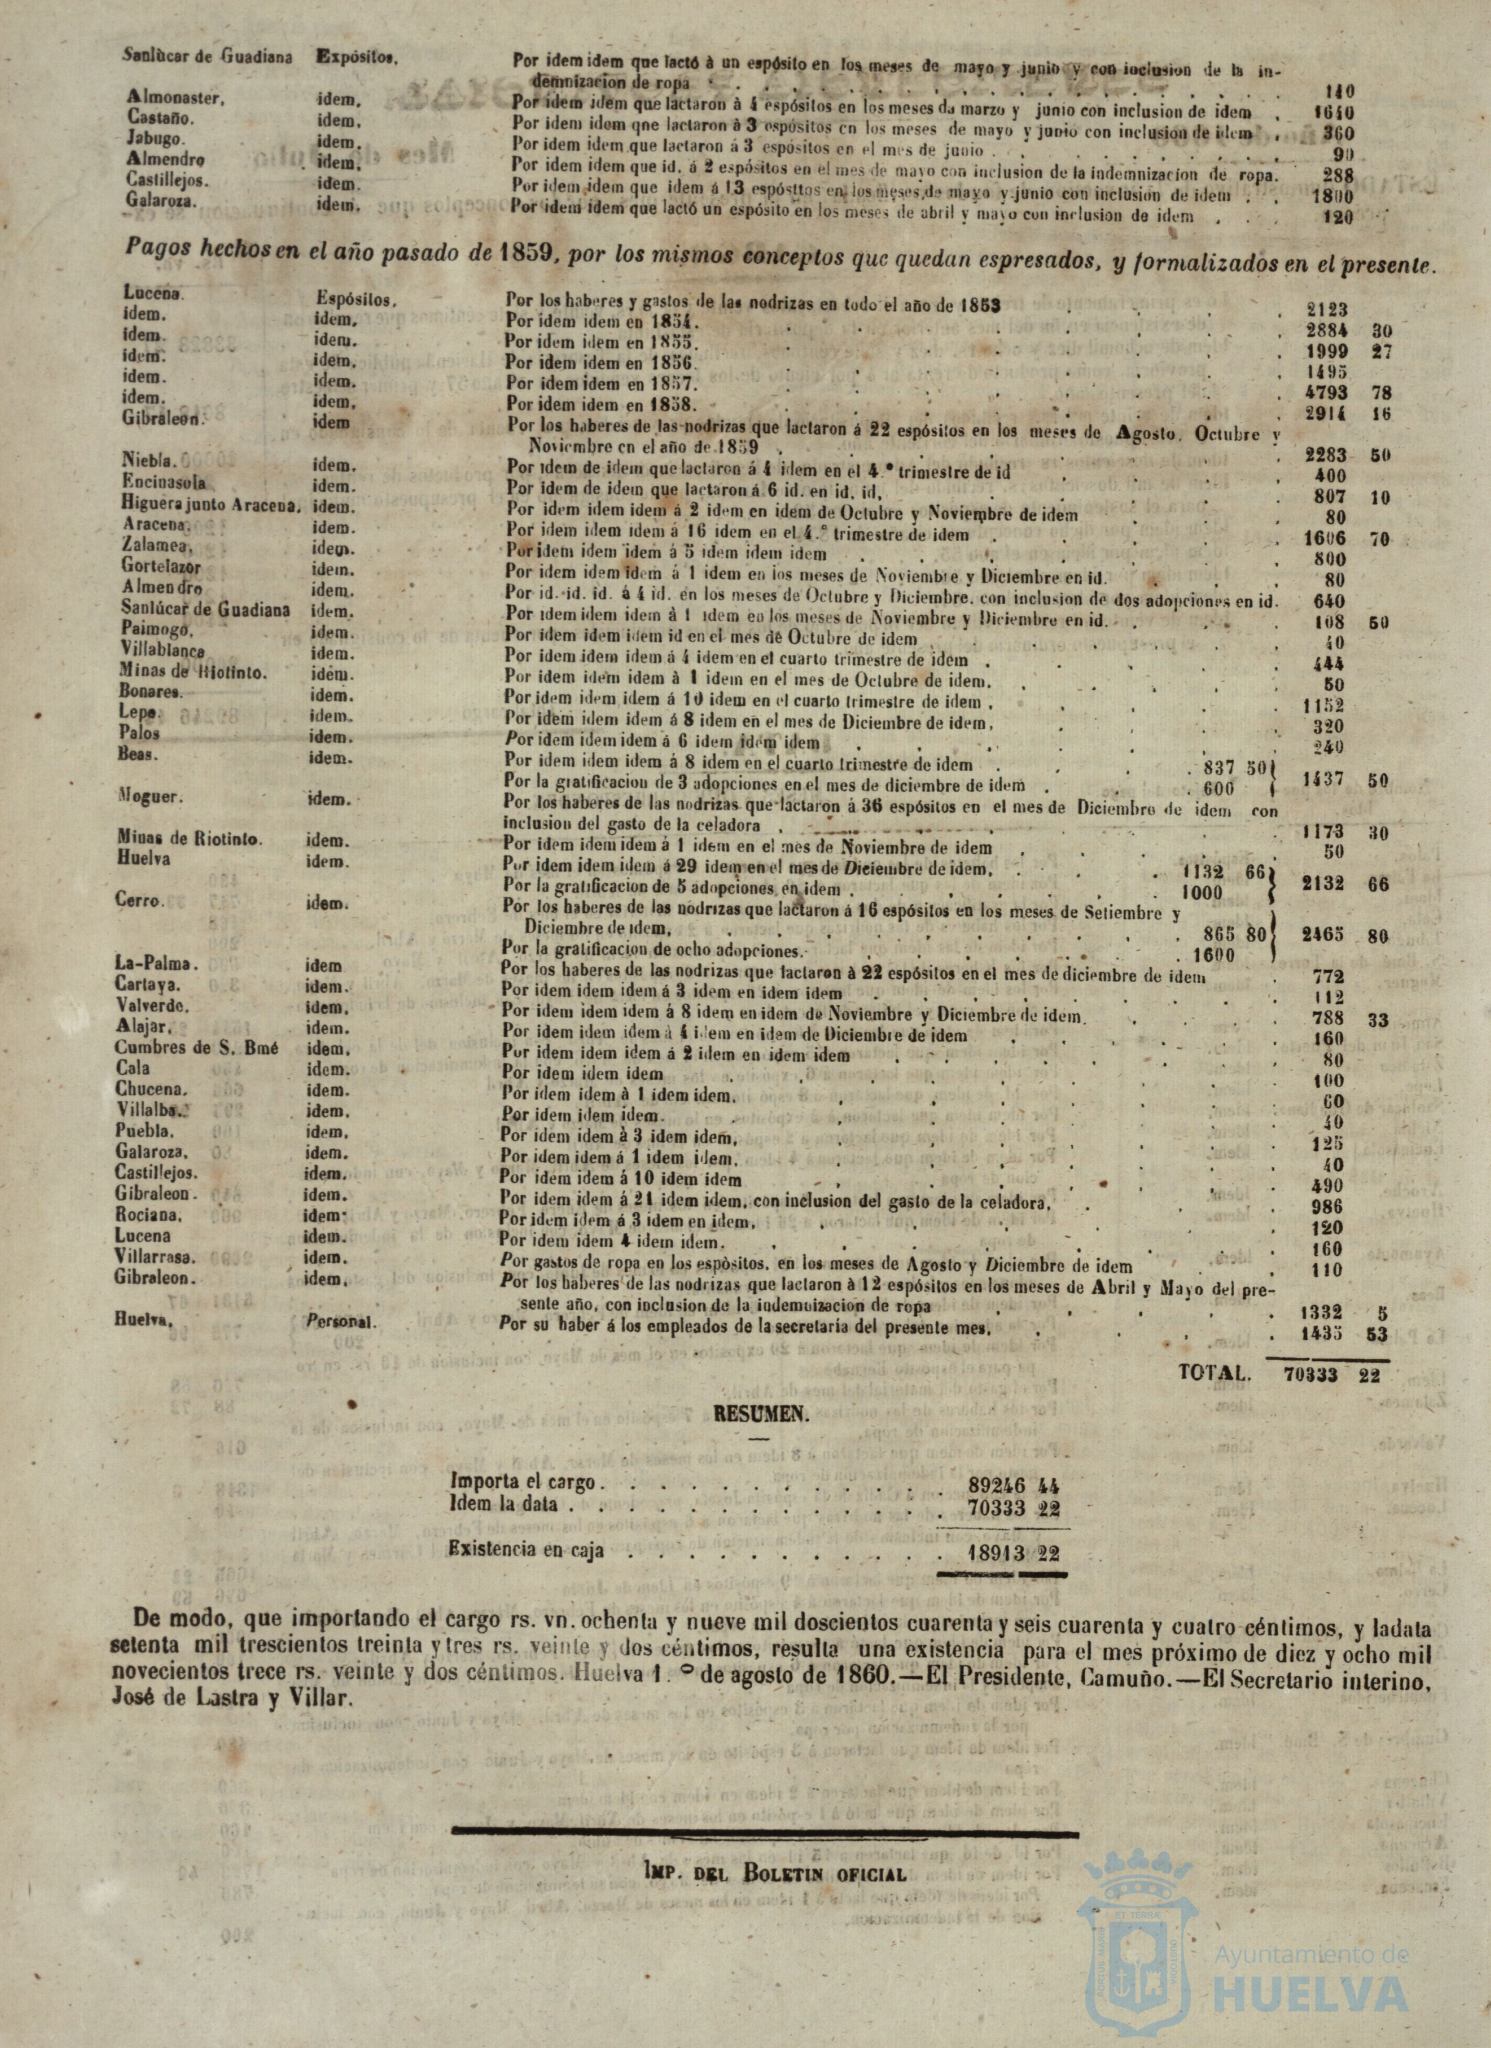 Sanlùcar de Guadiana Expósitos. Por idem idem que lactó à un espósito en los meses de mayo y junio y con inclusion de la in-
demnizacion de ropa 140
Almonaster, idem. Por idem idem que lactaron à 4 espósitos en los meses da marzo y junio con inclusion de idem 1640
Castaño. idem. Por idem idem qne lactaron à 3 espósitos en los meses de mayo y junio con inclusion de idem 360
Jabugo. idem. Por idem idem que lactaron á 3 espósitos en el mes de junio 90
Almendro idem. Por idem idem que id. á 2 espósitos en el mes de mayo con inclusion de la indemnizacion de ropa. 288
Castillejos. idem. Por idem idem que idem á 13 espósitos en los meses de mayo y junio con inclusion de idem 1800
Galaroza. idem. Por idem idem que lactó un espósito en los meses de abril y mayo con inclusion de idem 120
Pagos hechos en el año pasado de 1859, por los mismos conceptos que quedan espresados, y formalizados en el presente.
Lucena. Espósitos. Por los haberes y gastos de las nodrizas en todo el año de 1853 2123
idem. idem. Por idem idem en 1854. 2884 30
idem. idem. Por idem idem en 1855. 1999 27
idem. idem. Por idem idem en 1856. 1495
idem. idem. Por idem idem en 1857. 4793 78
idem. idem. Por idem idem en 1858. 2914 16
Gibraleon. idem Por los haberes de las nodrizas que lactaron á 22 espósitos en los meses de Agosto, Octubre y
Noviembre en el año de 1859 2283 50
Niebla. idem. Por idem de idem que lactaron á 4 idem en el 4.º trimestre de id 400
Encinasola idem. Por idem de idem que lactaron á 6 id. en id. id. 807 10
Higuera junto Aracena. idem. Por idem idem idem á 2 idem en idem de Octubre y Noviembre de idem 80
Aracena. idem. Por idem idem idem á 16 idem en el 4.º trimestre de idem 1606 70
Zalamea. idem. Por idem idem idem á 5 idem idem idem 800
Gortelazor idem. Por idem idem idem á 1 idem en los meses de Noviembre y Diciembre en id. 80
Almendro idem. Por id. id. id. á 4 id. en los meses de Octubre y Diciembre. con inclusion de dos adopciones en id. 640
Sanlúcar de Guadiana idem. Por idem idem idem à 1 idem en los meses de Noviembre y Diciembre en id. 108 50
Paimogo. idem. Por idem idem idem id en el mes de Octubre de idem 40
Villablanca idem. Por idem idem idem á 4 idem en el cuarto trimestre de idem 444
Minas de Riotinto. idem. Por idem idem idem à 1 idem en el mes de Octubre de idem. 50
Bonares. idem. Por idem idem idem á 10 idem en el cuarto trimestre de idem 1152
Lepe. idem. Por idem idem idem á 8 idem en el mes de Diciembre de idem. 320
Palos idem. Por idem idem idem á 6 idem idem idem 240
Beas. idem. Por idem idem idem á 8 idem en el cuarto trimestre de idem 837 50
Por la gratificacion de 3 adopciones en el mes de diciembre de idem 600 1437 50
Moguer. idem. Por los haberes de las nodrizas que lactaron á 36 espósitos en el mes de Diciembre de idem con
inclusion del gasto de la celadora 1173 30
Minas de Riotinto. idem. Por idem idem idem á 1 idem en el mes de Noviembre de idem 50
Huelva idem. Por idem idem idem á 29 idem en el mes de Diciembre de idem. 1132 66
Por la gratificacion de 5 adopciones en idem 1000 2132 66
Cerro. idem. Por los haberes de las nodrizas que lactaron á 16 espósitos en los meses de Setiembre y
Diciembre de idem. 865 80 2465 80
Por la gratificacion de ocho adopciones. 1600
La-Palma. idem Por los haberes de las nodrizas que lactaron à 22 espósitos en el mes de diciembre de idem 772
Cartaya. idem. Por idem idem idem á 3 idem en idem idem 112
Valverde. idem. Por idem idem idem á 8 idem en idem de Noviembre y Diciembre de idem. 788 33
Alajar. idem. Por idem idem idem á 4 idem en idem de Diciembre de idem 160
Cumbres de S. Bmé idem. Por idem idem idem á 2 idem en idem idem 80
Cala idem. Por idem idem idem 100
Chucena. idem. Por idem idem à 1 idem idem. 60
Villalba. idem. Por idem idem idem. 40
Puebla. idem. Por idem idem à 3 idem idem. 125
Galaroza. idem. Por idem idem á 1 idem idem. 40
Castillejos. idem. Por idem idem á 10 idem idem 490
Gibraleon. idem. Por idem idem á 21 idem idem, con inclusion del gasto de la celadora. 986
Rociana. idem Por idem idem á 3 idem en idem. 120
Lucena idem. Por idem idem 4 idem idem. 160
Villarrasa. idem. Por gastos de ropa en los espòsitos. en los meses de Agosto y Diciembre de idem 110
Gibraleon. idem. Por los haberes de las nodrizas que lactaron à 12 espósitos en los meses de Abril y Mayo del pre-
sente año, con inclusion de la indemnizacion de ropa 1332 5
Huelva. Personal. Por su haber á los empleados de la secretaría del presente mes. 1435 53
TOTAL. 70333 22
RESUMEN.
Importa el cargo 89246 44
Idem la data 70333 22
Existencia en caja 18913 22
De modo, que importando el cargo rs. vn. ochenta y nueve mil doscientos cuarenta y seis cuarenta y cuatro céntimos, y ladata
setenta mil trescientos treinta y tres rs. veinte y dos céntimos, resulta una existencia para el mes próximo de diez y ocho mil
novecientos trece rs. veinte y dos céntimos. Huelva 1.º de agosto de 1860.—El Presidente, Camuño.—El Secretario interino,
José de Lastra y Villar.
IMP. DEL BOLETIN OFICIAL
Ayuntamiento de
HUELVA